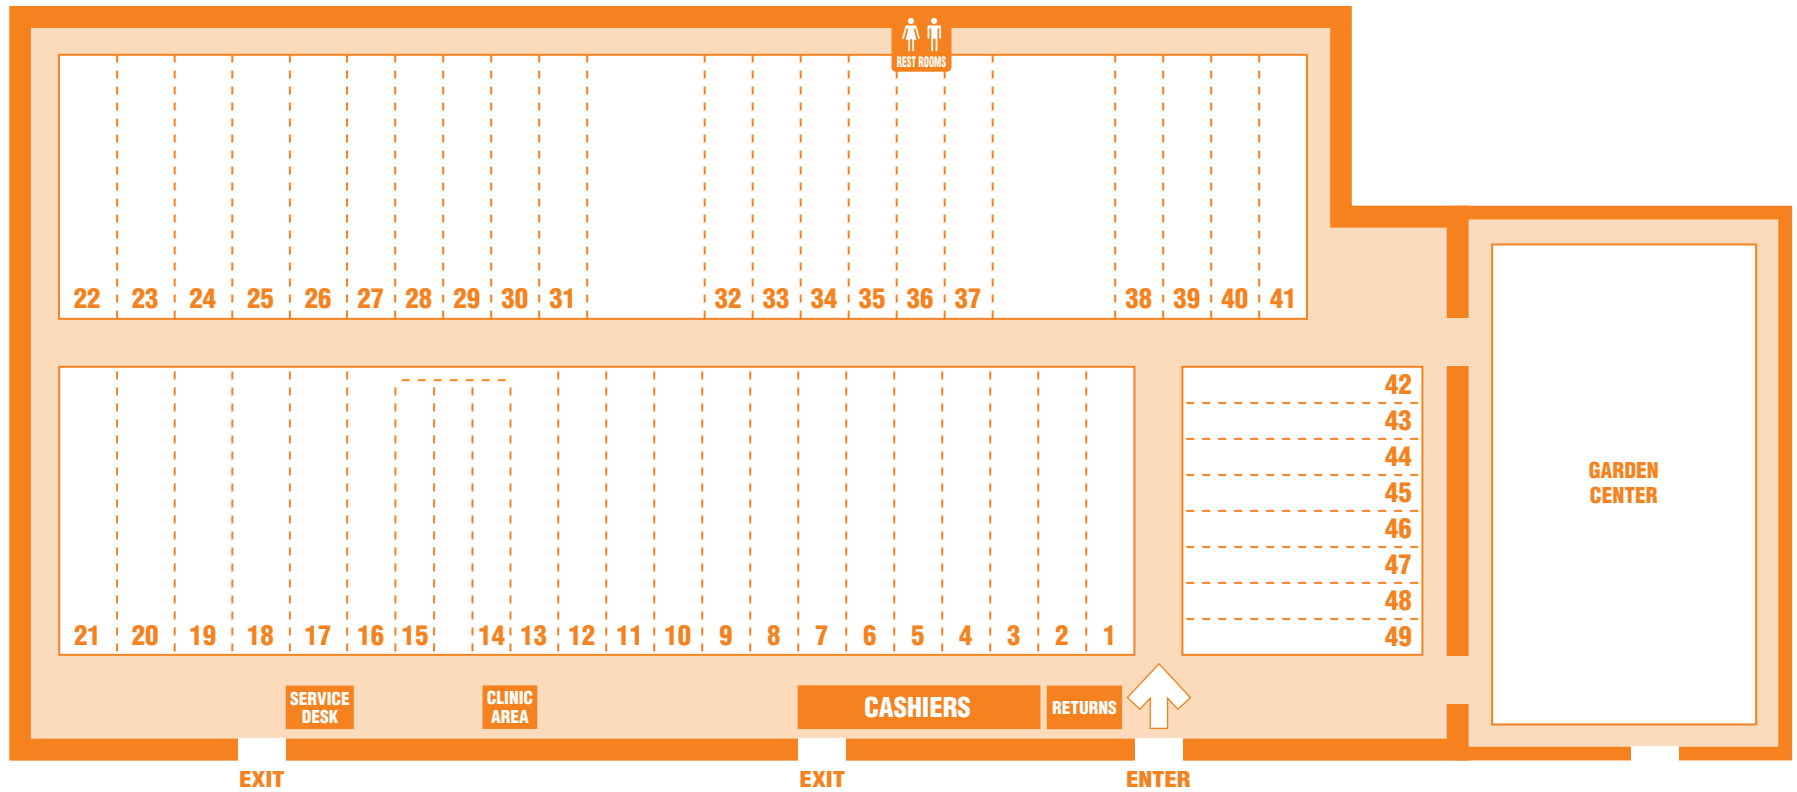 REST ROOMS
22 23 24 25 26 27 28 29 30 31 32 33 34 35 36 37 38 39 40 41
42
43
44
45
46
47
48
49
GARDEN
CENTER
21 20 19 18 17 16 15 14 13 12 11 10 9 8 7 6 5 4 3 2 1
SERVICE
DESK
CLINIC
AREA
CASHIERS
RETURNS
EXIT
EXIT
ENTER